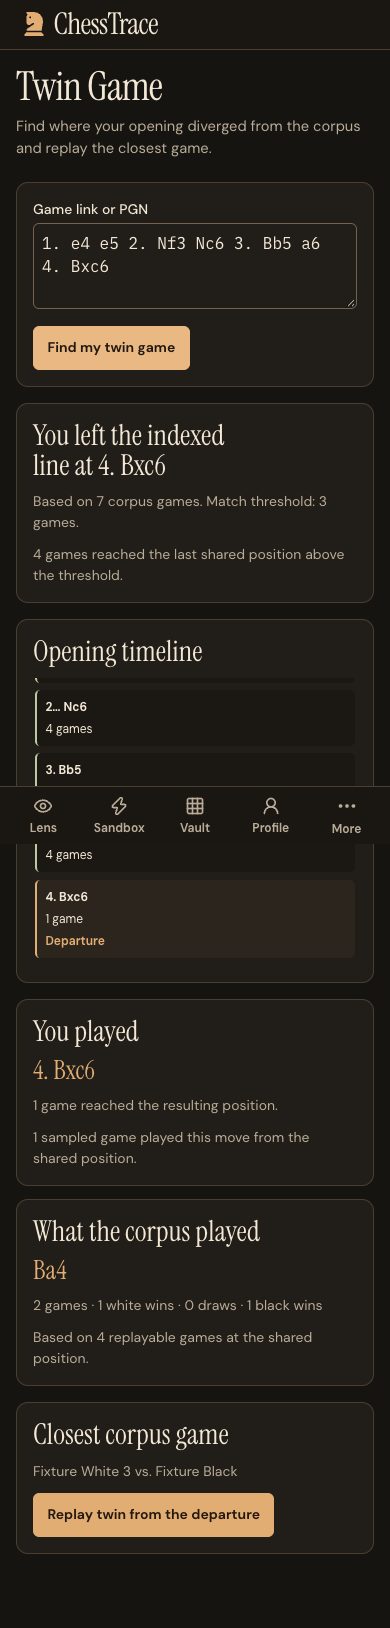 ChessTrace
Twin Game
Find where your opening diverged from the corpus
and replay the closest game.
Game link or PGN
1. e4 e5 2. Nf3 Nc6 3. Bb5 a6
4. Bxc6
Find my twin game
You left the indexed
line at 4. Bxc6
Based on 7 corpus games. Match threshold: 3
games.
4 games reached the last shared position above
the threshold.
Opening timeline
2... Nc6
4 games
3. Bb5
Lens
Sandbox
Vault
Profile
More
4 games
4. Bxc6
1 game
Departure
You played
4. Bxc6
1 game reached the resulting position.
1 sampled game played this move from the
shared position.
What the corpus played
Ba4
2 games · 1 white wins · 0 draws · 1 black wins
Based on 4 replayable games at the shared
position.
Closest corpus game
Fixture White 3 vs. Fixture Black
Replay twin from the departure